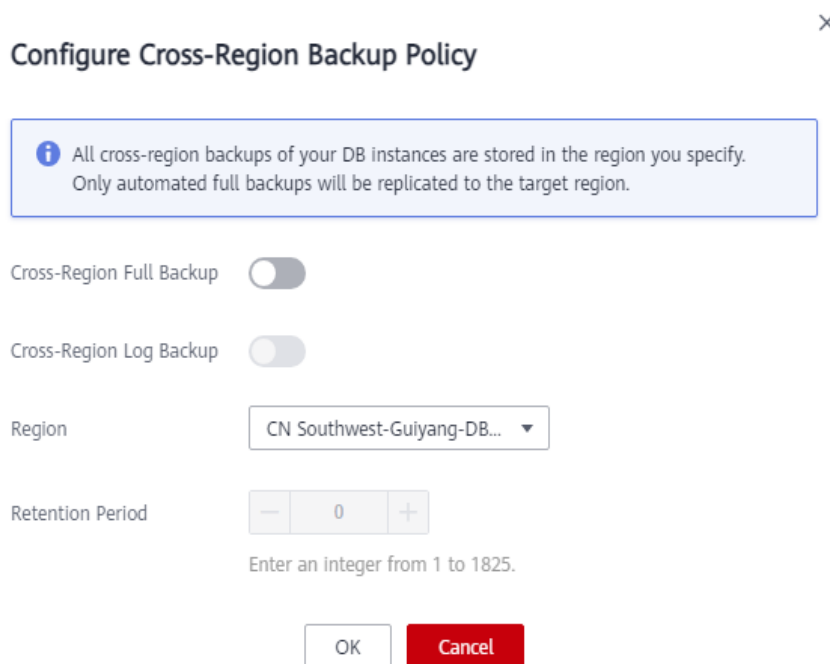 Configure Cross-Region Backup Policy
All cross-region backups of your DB instances are stored in the region you specify.
Only automated full backups will be replicated to the target region.
Cross-Region Full Backup
Cross-Region Log Backup
Region CN Southwest-Guiyang-DB...
Retention Period 0
Enter an integer from 1 to 1825.
OK Cancel